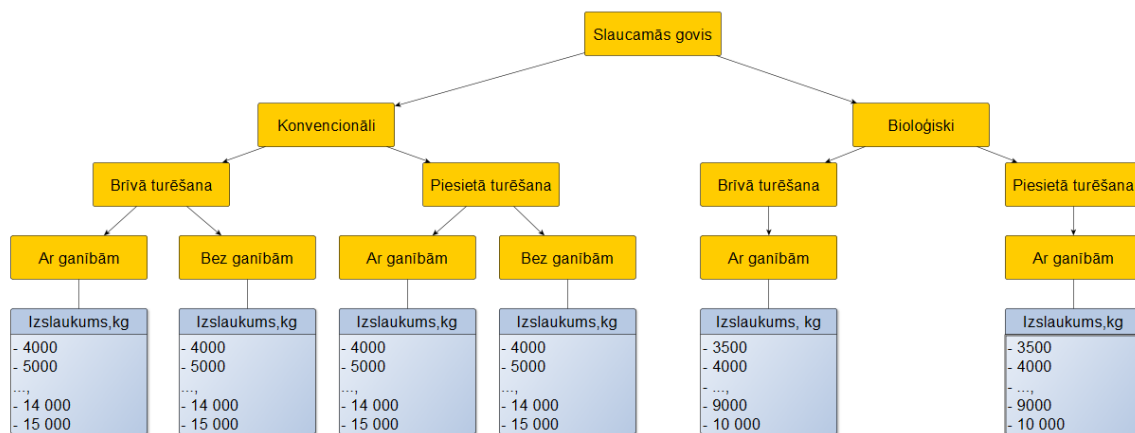 Slaucamās govis
Konvencionāli
Bioloģiski
Brīvā turēšana
Piesietā turēšana
Brīvā turēšana
Piesietā turēšana
Ar ganībām
Bez ganībām
Ar ganībām
Bez ganībām
Ar ganībām
Ar ganībām
Izslaukums,kg
- 4000
- 5000
...,
- 14 000
- 15 000
Izslaukums,kg
- 4000
- 5000
...,
- 14 000
- 15 000
Izslaukums,kg
- 4000
- 5000
...,
- 14 000
- 15 000
Izslaukums,kg
- 4000
- 5000
...,
- 14 000
- 15 000
Izslaukums, kg
- 3500
- 4000
- ...,
- 9000
- 10 000
Izslaukums,kg
- 3500
- 4000
- ...,
- 9000
- 10 000